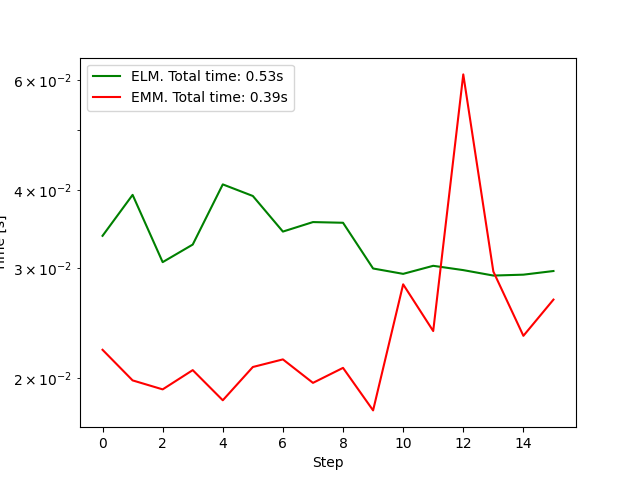 ELM. Total time: 0.53s
EMM. Total time: 0.39s
6 × 10⁻²
4 × 10⁻²
3 × 10⁻²
2 × 10⁻²
Time [s]
0 2 4 6 8 10 12 14
Step